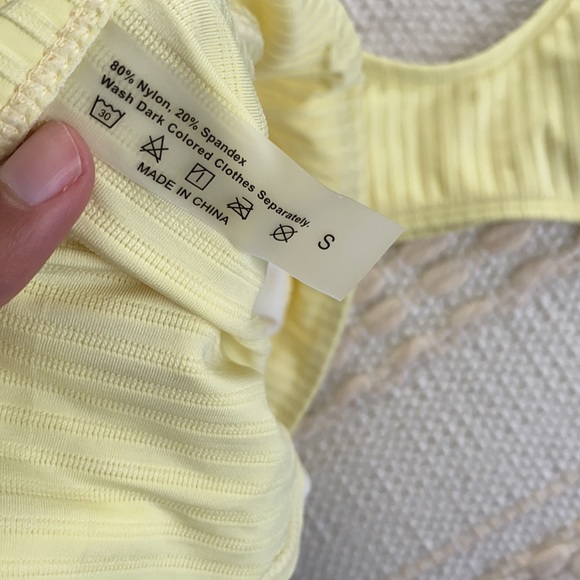 80% Nylon, 20% Spandex
Wash Dark Colored Clothes Separately.
30
MADE IN CHINA
S